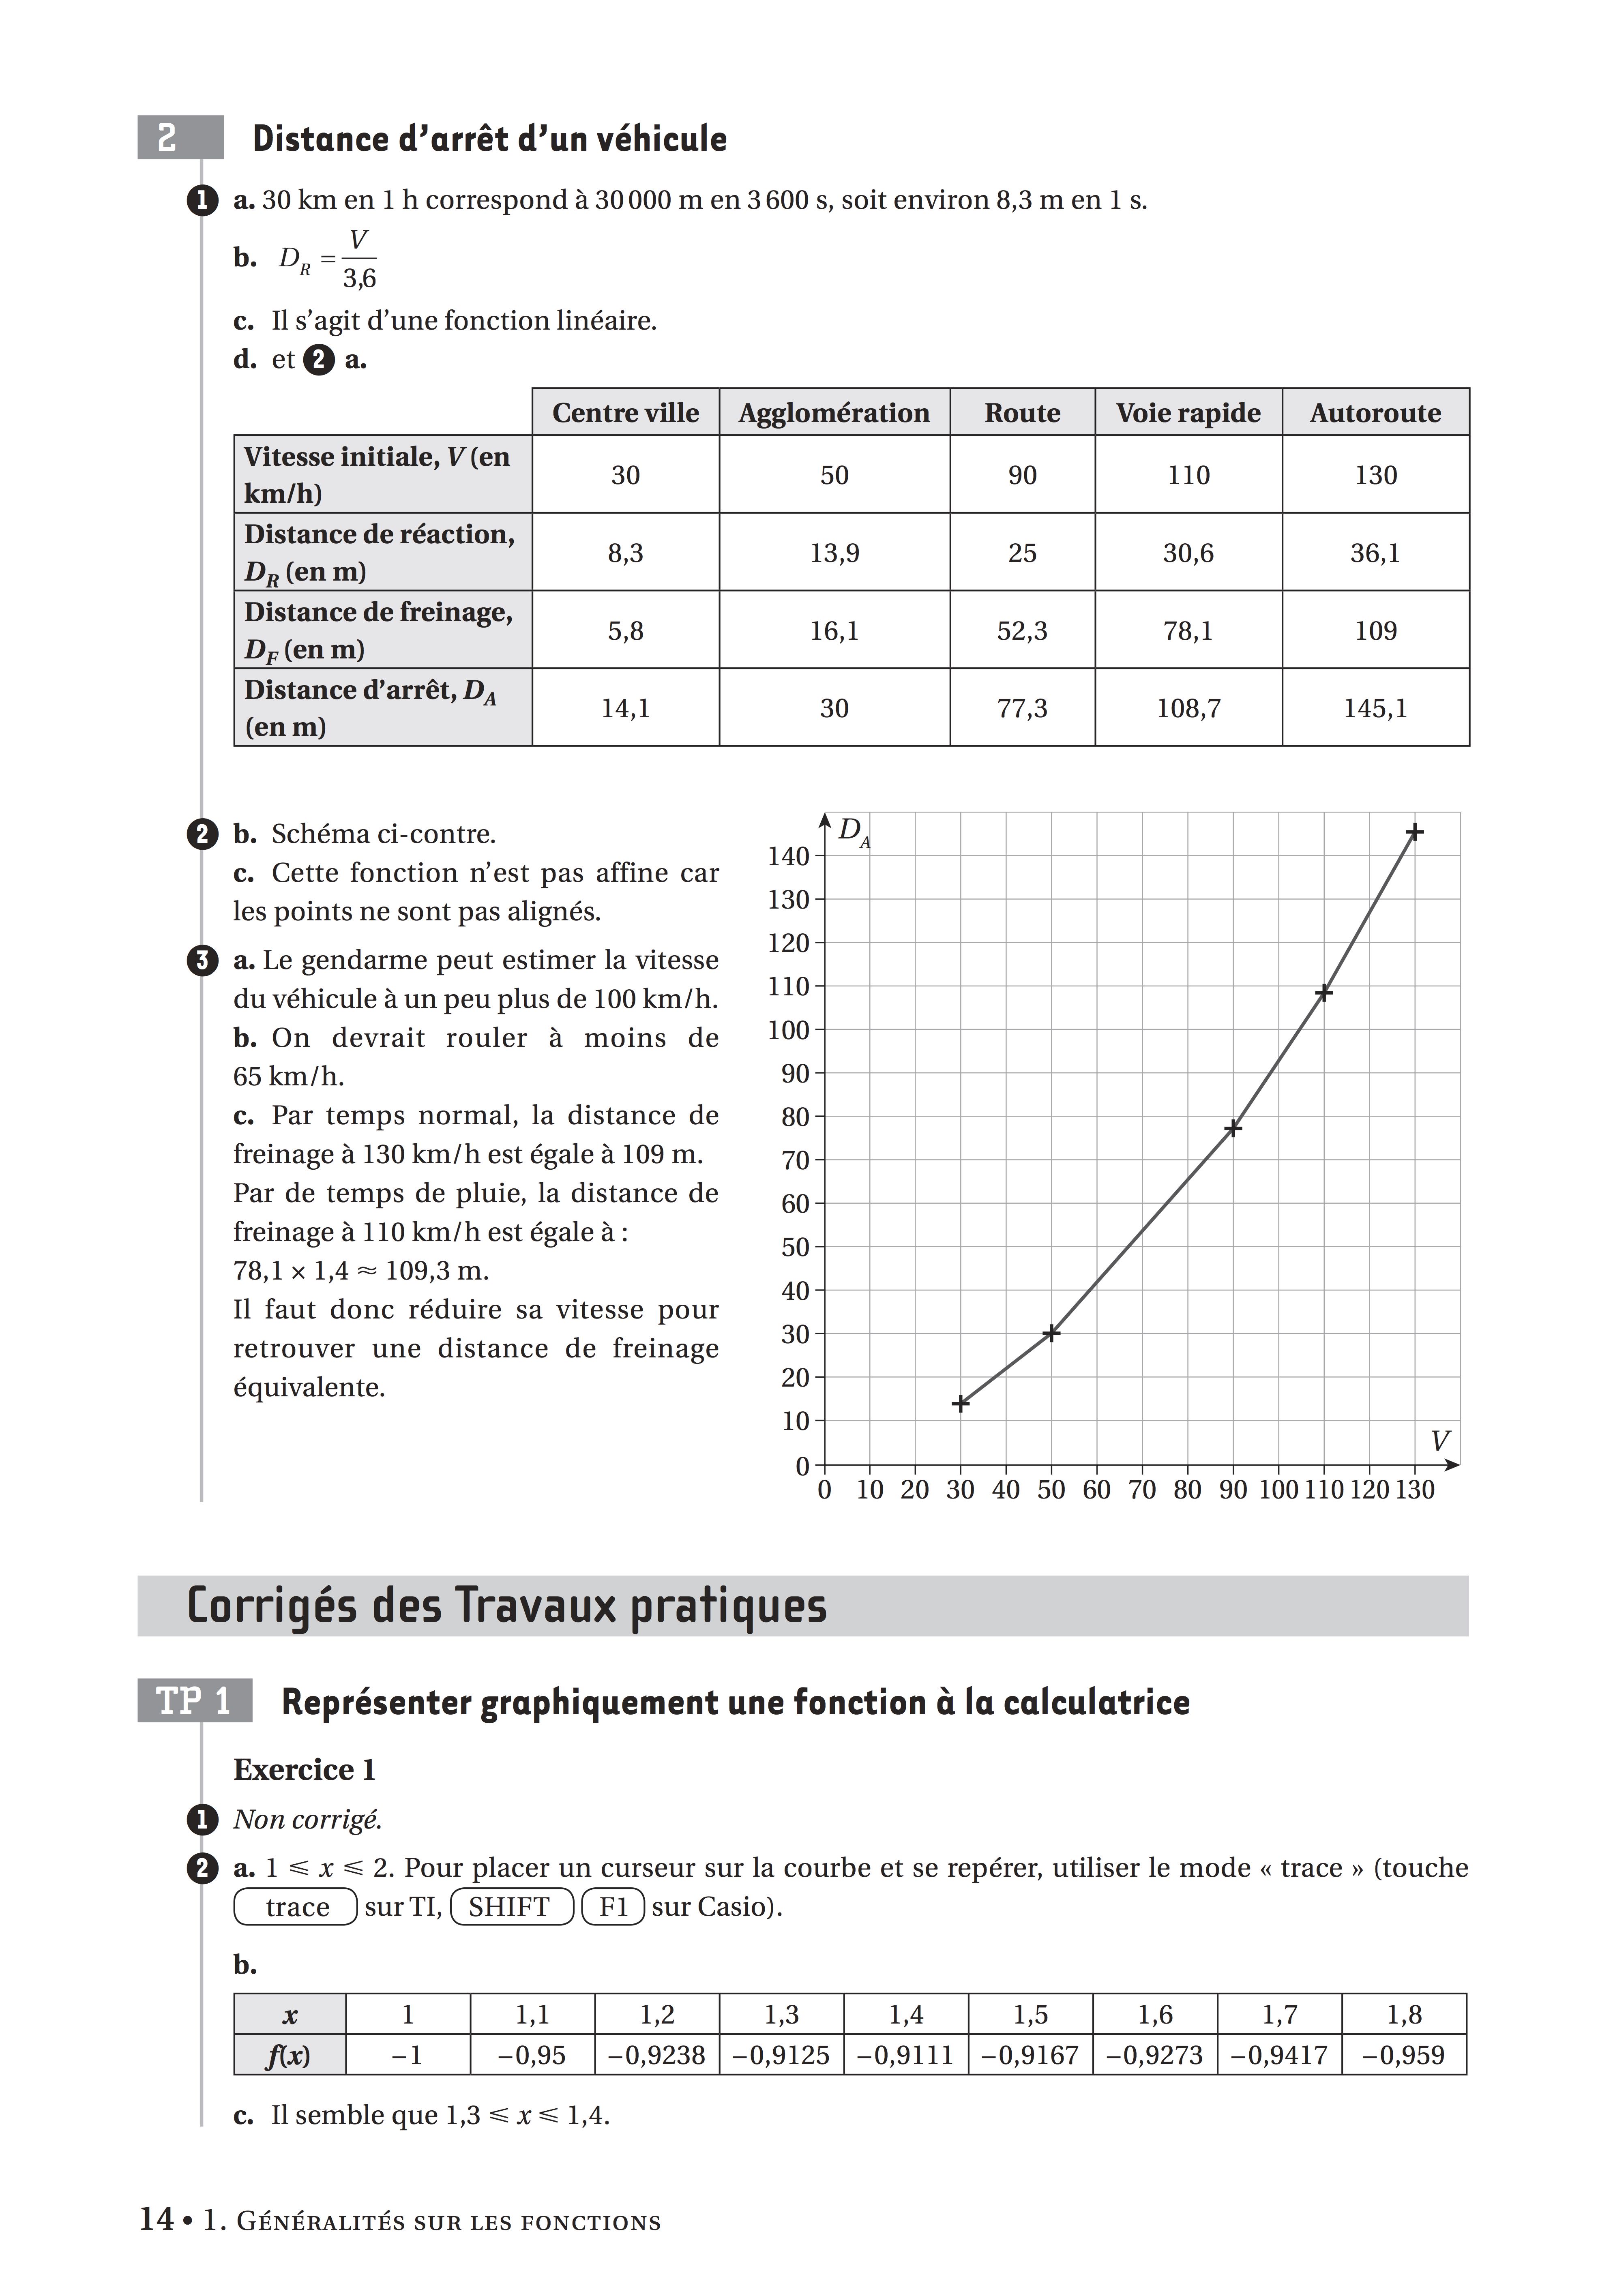 2 Distance d’arrêt d’un véhicule
1 a. 30 km en 1 h correspond à 30 000 m en 3 600 s, soit environ 8,3 m en 1 s.
b. D_R = V/3,6
c. Il s’agit d’une fonction linéaire.
d. et 2 a.
Centre ville Agglomération Route Voie rapide Autoroute
Vitesse initiale, V (en
km/h) 30 50 90 110 130
Distance de réaction,
D_R (en m) 8,3 13,9 25 30,6 36,1
Distance de freinage,
D_F (en m) 5,8 16,1 52,3 78,1 109
Distance d’arrêt, D_A
(en m) 14,1 30 77,3 108,7 145,1
2 b. Schéma ci-contre.
c. Cette fonction n’est pas affine car
les points ne sont pas alignés.
3 a. Le gendarme peut estimer la vitesse
du véhicule à un peu plus de 100 km/h.
b. On devrait rouler à moins de
65 km/h.
c. Par temps normal, la distance de
freinage à 130 km/h est égale à 109 m.
Par de temps de pluie, la distance de
freinage à 110 km/h est égale à :
78,1 × 1,4 ≈ 109,3 m.
Il faut donc réduire sa vitesse pour
retrouver une distance de freinage
équivalente.
D_A
140
130
120
110
100
90
80
70
60
50
40
30
20
10
0
V
0 10 20 30 40 50 60 70 80 90 100 110 120 130
Corrigés des Travaux pratiques
TP 1 Représenter graphiquement une fonction à la calculatrice
Exercice 1
1 Non corrigé.
2 a. 1 ⩽ x ⩽ 2. Pour placer un curseur sur la courbe et se repérer, utiliser le mode « trace » (touche
trace sur TI, SHIFT F1 sur Casio).
b.
x 1 1,1 1,2 1,3 1,4 1,5 1,6 1,7 1,8
f(x) −1 −0,95 −0,9238 −0,9125 −0,9111 −0,9167 −0,9273 −0,9417 −0,959
c. Il semble que 1,3 ⩽ x ⩽ 1,4.
14 • 1. Généralités sur les fonctions